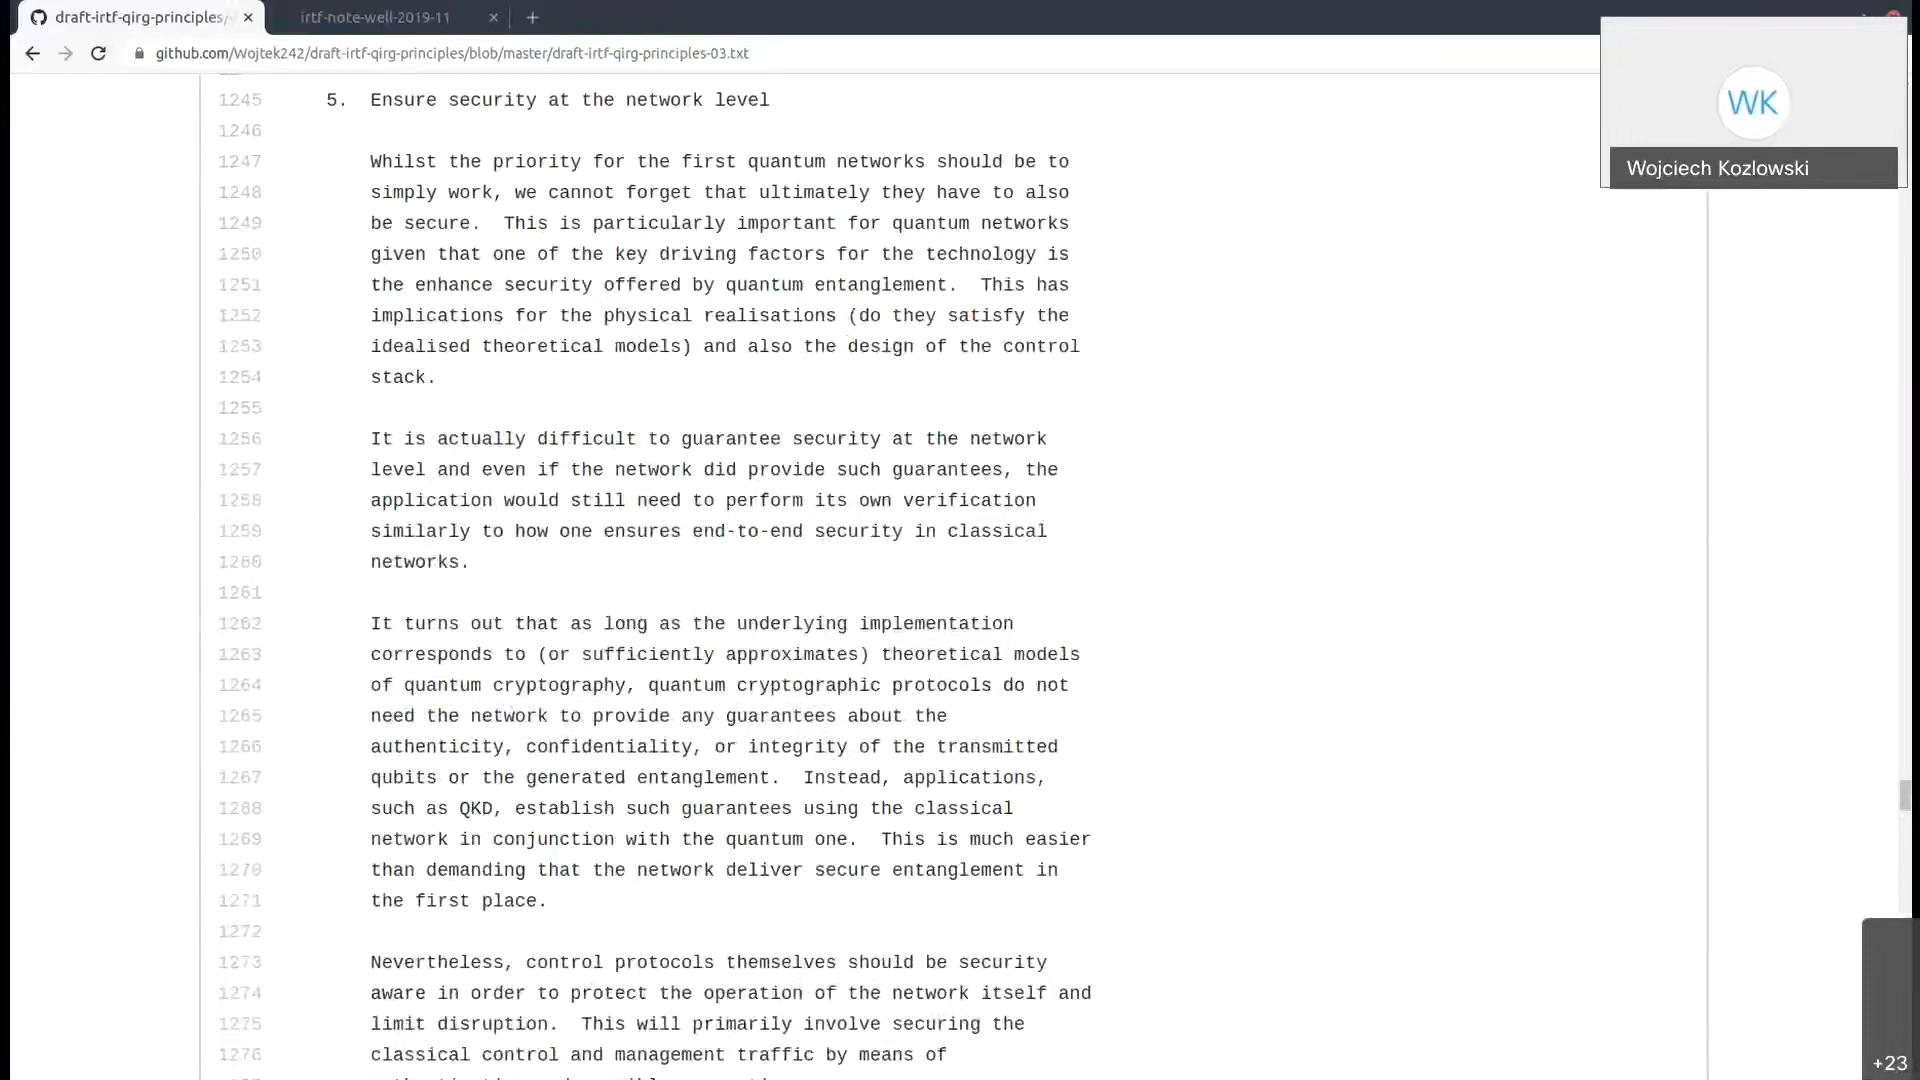 draft-irtf-qirg-principles/
irtf-note-well-2019-11
github.com/Wojtek242/draft-irtf-qirg-principles/blob/master/draft-irtf-qirg-principles-03.txt
WK
Wojciech Kozlowski
1245 5. Ensure security at the network level
1246
1247 Whilst the priority for the first quantum networks should be to
1248 simply work, we cannot forget that ultimately they have to also
1249 be secure. This is particularly important for quantum networks
1250 given that one of the key driving factors for the technology is
1251 the enhance security offered by quantum entanglement. This has
1252 implications for the physical realisations (do they satisfy the
1253 idealised theoretical models) and also the design of the control
1254 stack.
1255
1256 It is actually difficult to guarantee security at the network
1257 level and even if the network did provide such guarantees, the
1258 application would still need to perform its own verification
1259 similarly to how one ensures end-to-end security in classical
1260 networks.
1261
1262 It turns out that as long as the underlying implementation
1263 corresponds to (or sufficiently approximates) theoretical models
1264 of quantum cryptography, quantum cryptographic protocols do not
1265 need the network to provide any guarantees about the
1266 authenticity, confidentiality, or integrity of the transmitted
1267 qubits or the generated entanglement. Instead, applications,
1268 such as QKD, establish such guarantees using the classical
1269 network in conjunction with the quantum one. This is much easier
1270 than demanding that the network deliver secure entanglement in
1271 the first place.
1272
1273 Nevertheless, control protocols themselves should be security
1274 aware in order to protect the operation of the network itself and
1275 limit disruption. This will primarily involve securing the
1276 classical control and management traffic by means of
+23